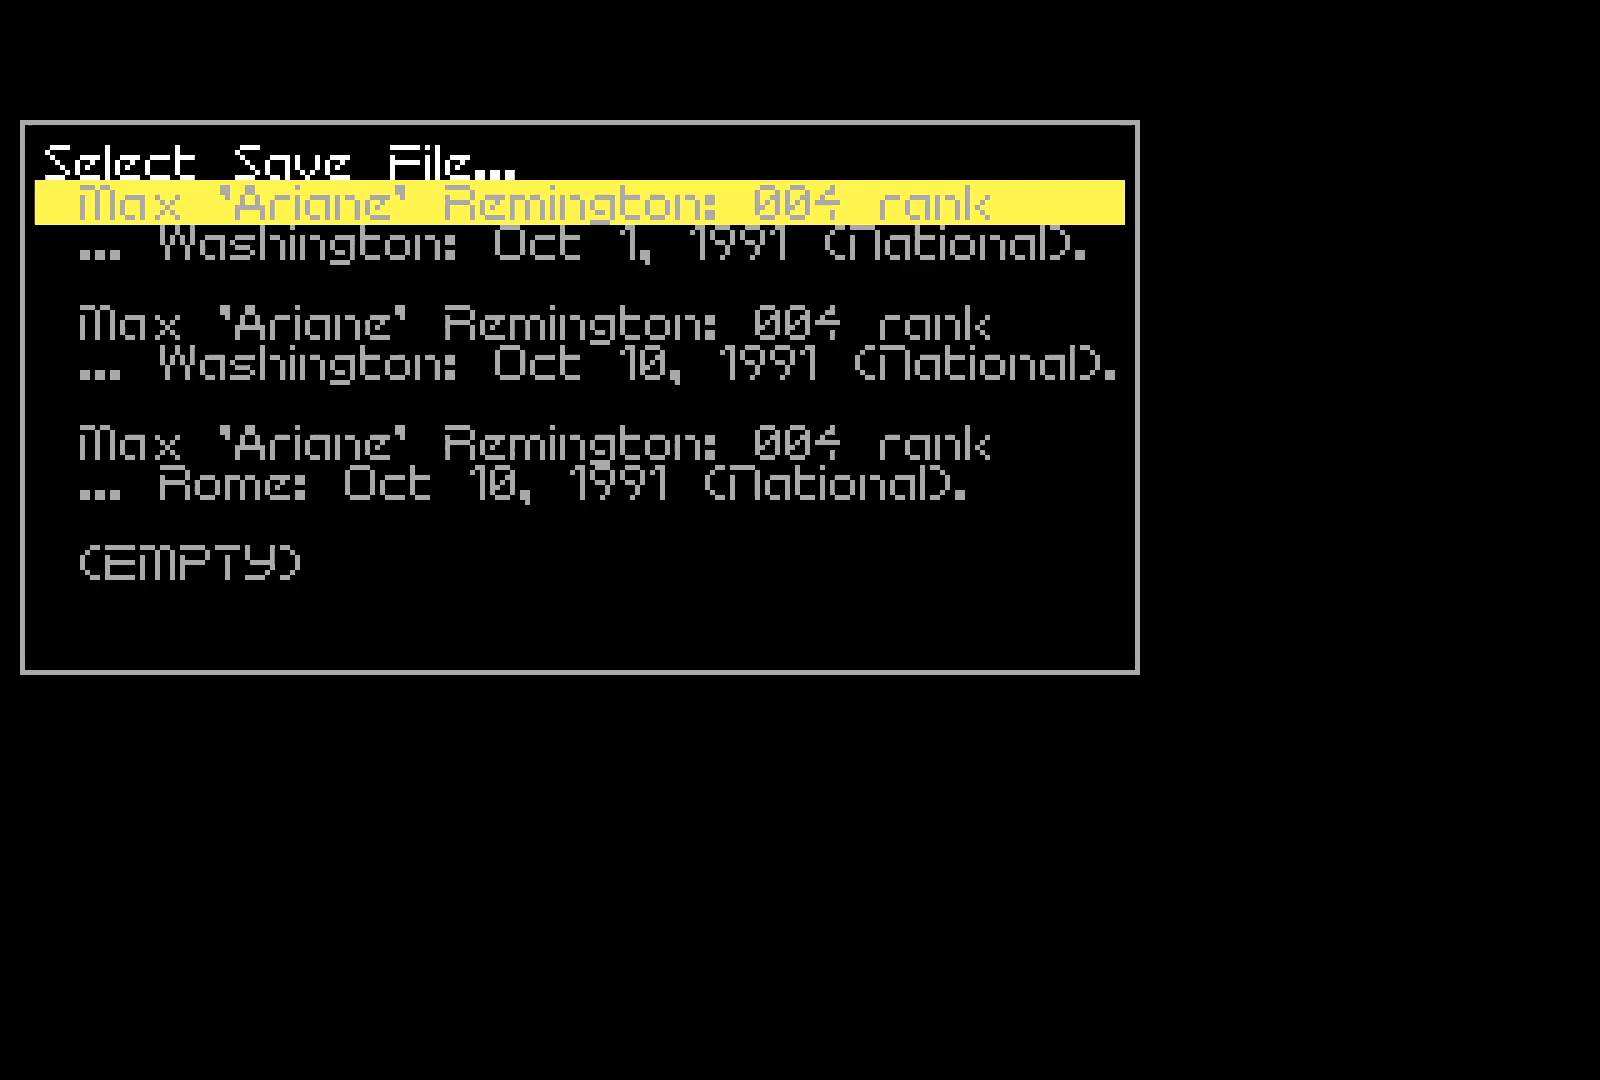 Select Save File...
Max 'Ariane' Remington: 004 rank
... Washington: Oct 1, 1991 (National).
Max 'Ariane' Remington: 004 rank
... Washington: Oct 10, 1991 (National).
Max 'Ariane' Remington: 004 rank
... Rome: Oct 10, 1991 (National).
(EMPTY)